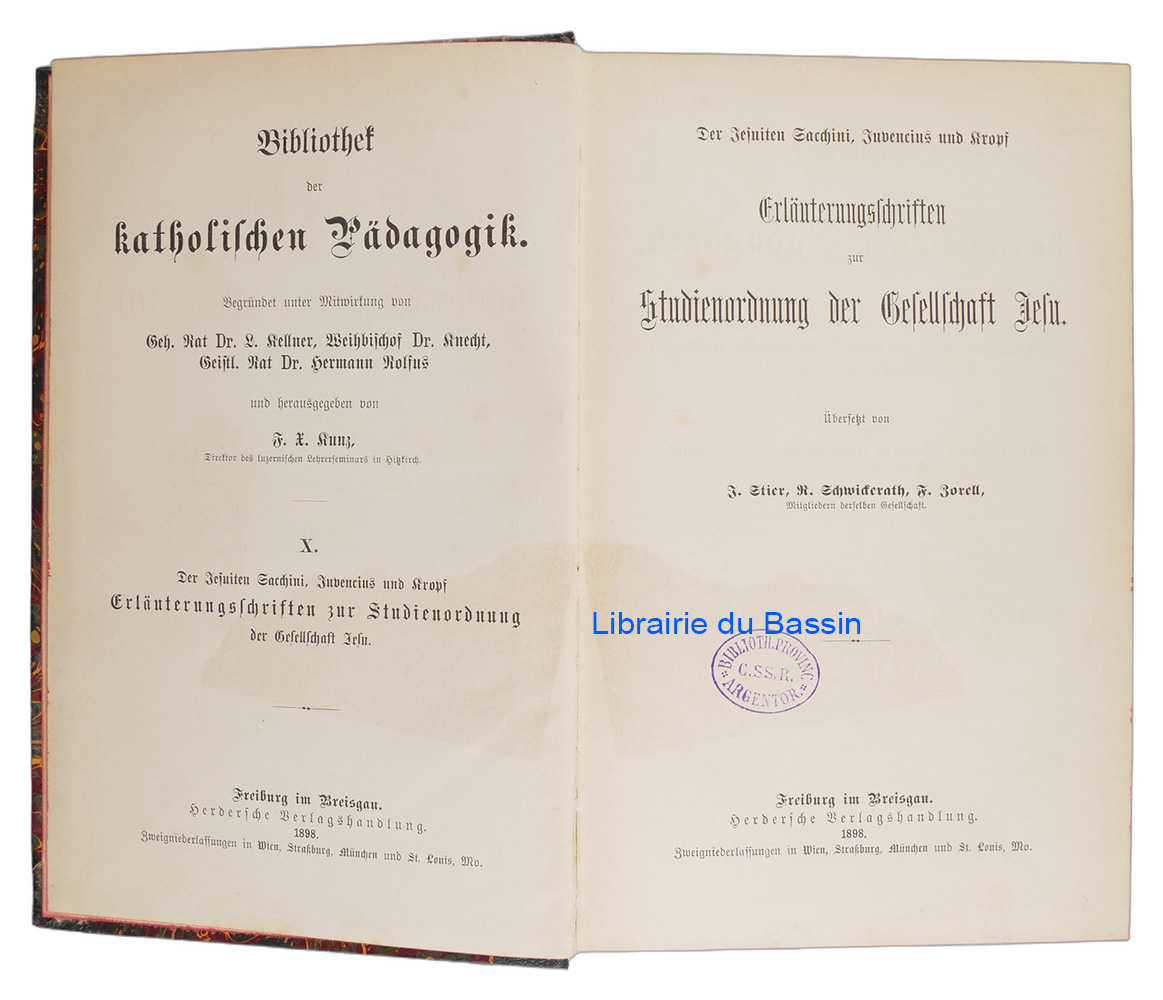 Bibliothek
der
katholischen Pädagogik.
Begründet unter Mitwirkung von
Geh. Rat Dr. L. Kellner, Weihbischof Dr. Knecht,
Geistl. Rat Dr. Hermann Rolfus
und herausgegeben von
F. X. Kunz,
Direktor des luzernischen Lehrerseminars in Hitzkirch.
X.
Der Jesuiten Sacchini, Juvencius und Kropf
Erläuterungsschriften zur Studienordnung
der Gesellschaft Jesu.
Freiburg im Breisgau.
Herdersche Verlagshandlung.
1898.
Zweigniederlassungen in Wien, Straßburg, München und St. Louis, Mo.
Der Jesuiten Sacchini, Juvencius und Kropf
Erläuterungsschriften
zur
Studienordnung der Gesellschaft Jesu.
Übersetzt von
J. Stier, R. Schwickerath, F. Zorell,
Mitgliedern derselben Gesellschaft.
Librairie du Bassin
BIBLIOTH. PROVINC
C.SS.R.
ARGENTOR.
Freiburg im Breisgau.
Herdersche Verlagshandlung.
1898.
Zweigniederlassungen in Wien, Straßburg, München und St. Louis, Mo.